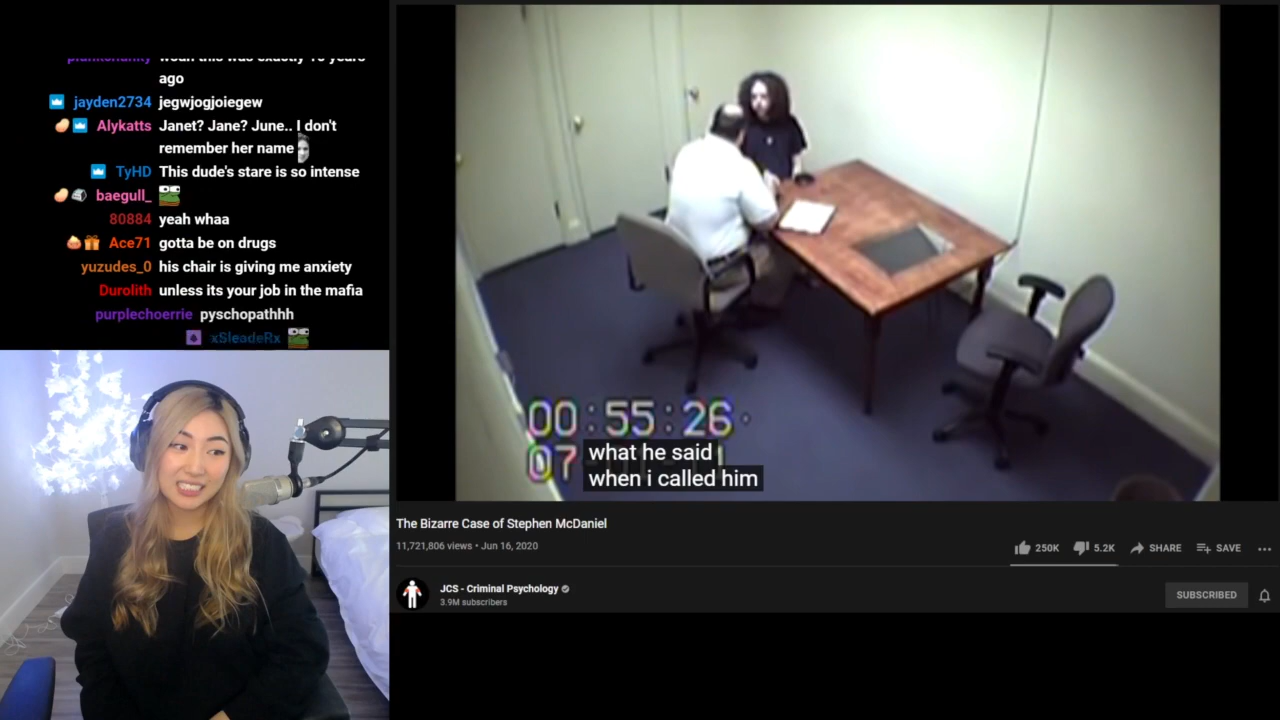 ago
jayden2734 jegwjogjoiegew
Alykatts Janet? Jane? June.. I don't
remember her name
TyHD This dude's stare is so intense
baegull_
80884 yeah whaa
Ace71 gotta be on drugs
yuzudes_0 his chair is giving me anxiety
Durolith unless its your job in the mafia
purplechoerrie pyschopathhh
xSleadeRx
00:55:26
07
what he said
when i called him
The Bizarre Case of Stephen McDaniel
11,721,806 views • Jun 16, 2020
250K 5.2K SHARE SAVE
JCS - Criminal Psychology
3.9M subscribers
SUBSCRIBED